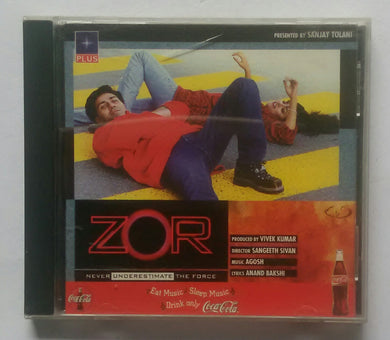 PRESENTED BY SANJAY TOLANI
PLUS
ZOR
NEVER UNDERESTIMATE THE FORCE
PRODUCED BY VIVEK KUMAR
DIRECTOR SANGEETH SIVAN
MUSIC AGOSH
LYRICS ANAND BAKSHI
Coca-Cola
Eat Music Sleep Music
Drink only Coca-Cola